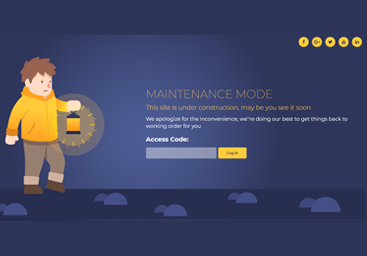 MAINTENANCE MODE
This site is under construction, may be you see it soon
We apologize for the inconvenience, we"re doing our best to get things back to
working order for you
Access Code:
Log In